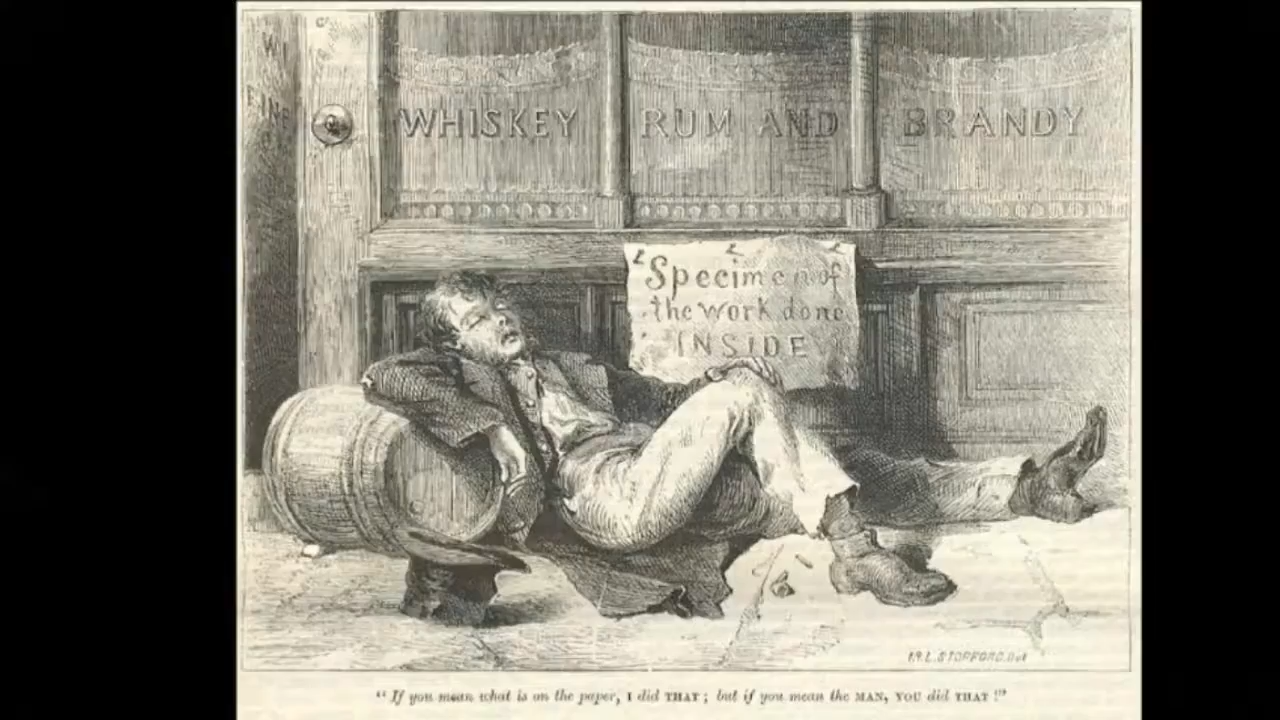 WHISKEY RUM AND BRANDY
Specimen of
the work done
INSIDE
"If you mean what is on the paper, I did THAT; but if you mean the MAN, YOU did THAT!"